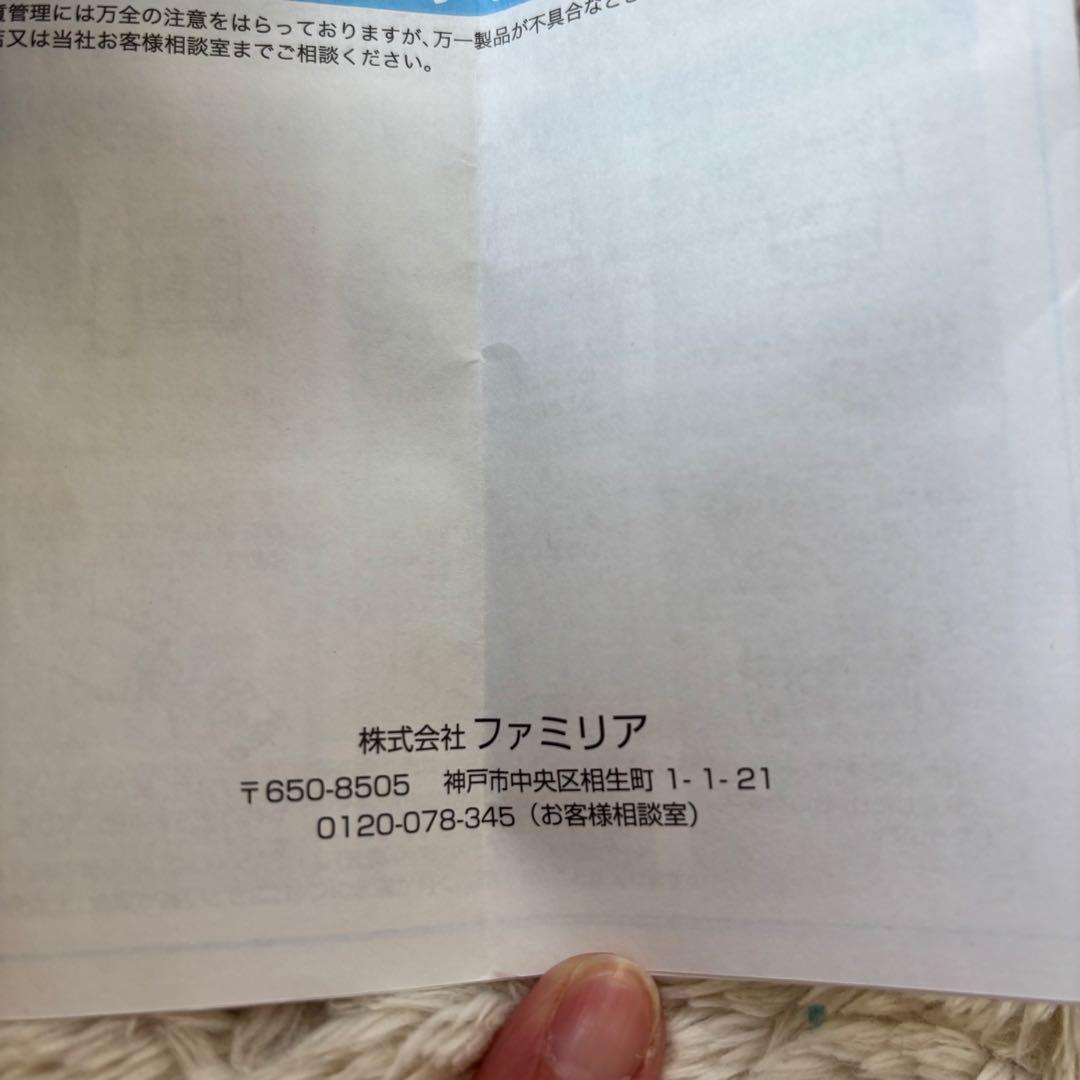 質管理には万全の注意をはらっておりますが、万一製品が不具合など
店又は当社お客様相談室までご相談ください。
株式会社 ファミリア
〒650-8505 神戸市中央区相生町 1-1-21
0120-078-345（お客様相談室）